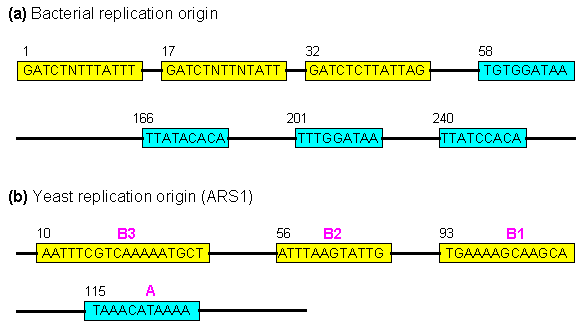 (a) Bacterial replication origin
1 17 32 58
GATCTNTTTATTT GATCTNTTNTATT GATCTCTTATTAG TGTGGATAA
166 201 240
TTATACACA TTTGGATAA TTATCCACA
(b) Yeast replication origin (ARS1)
10 B3 56 B2 93 B1
AATTTCGTCAAAAATGCT ATTTAAGTATTG TGAAAAGCAAGCA
115 A
TAAACATAAAA